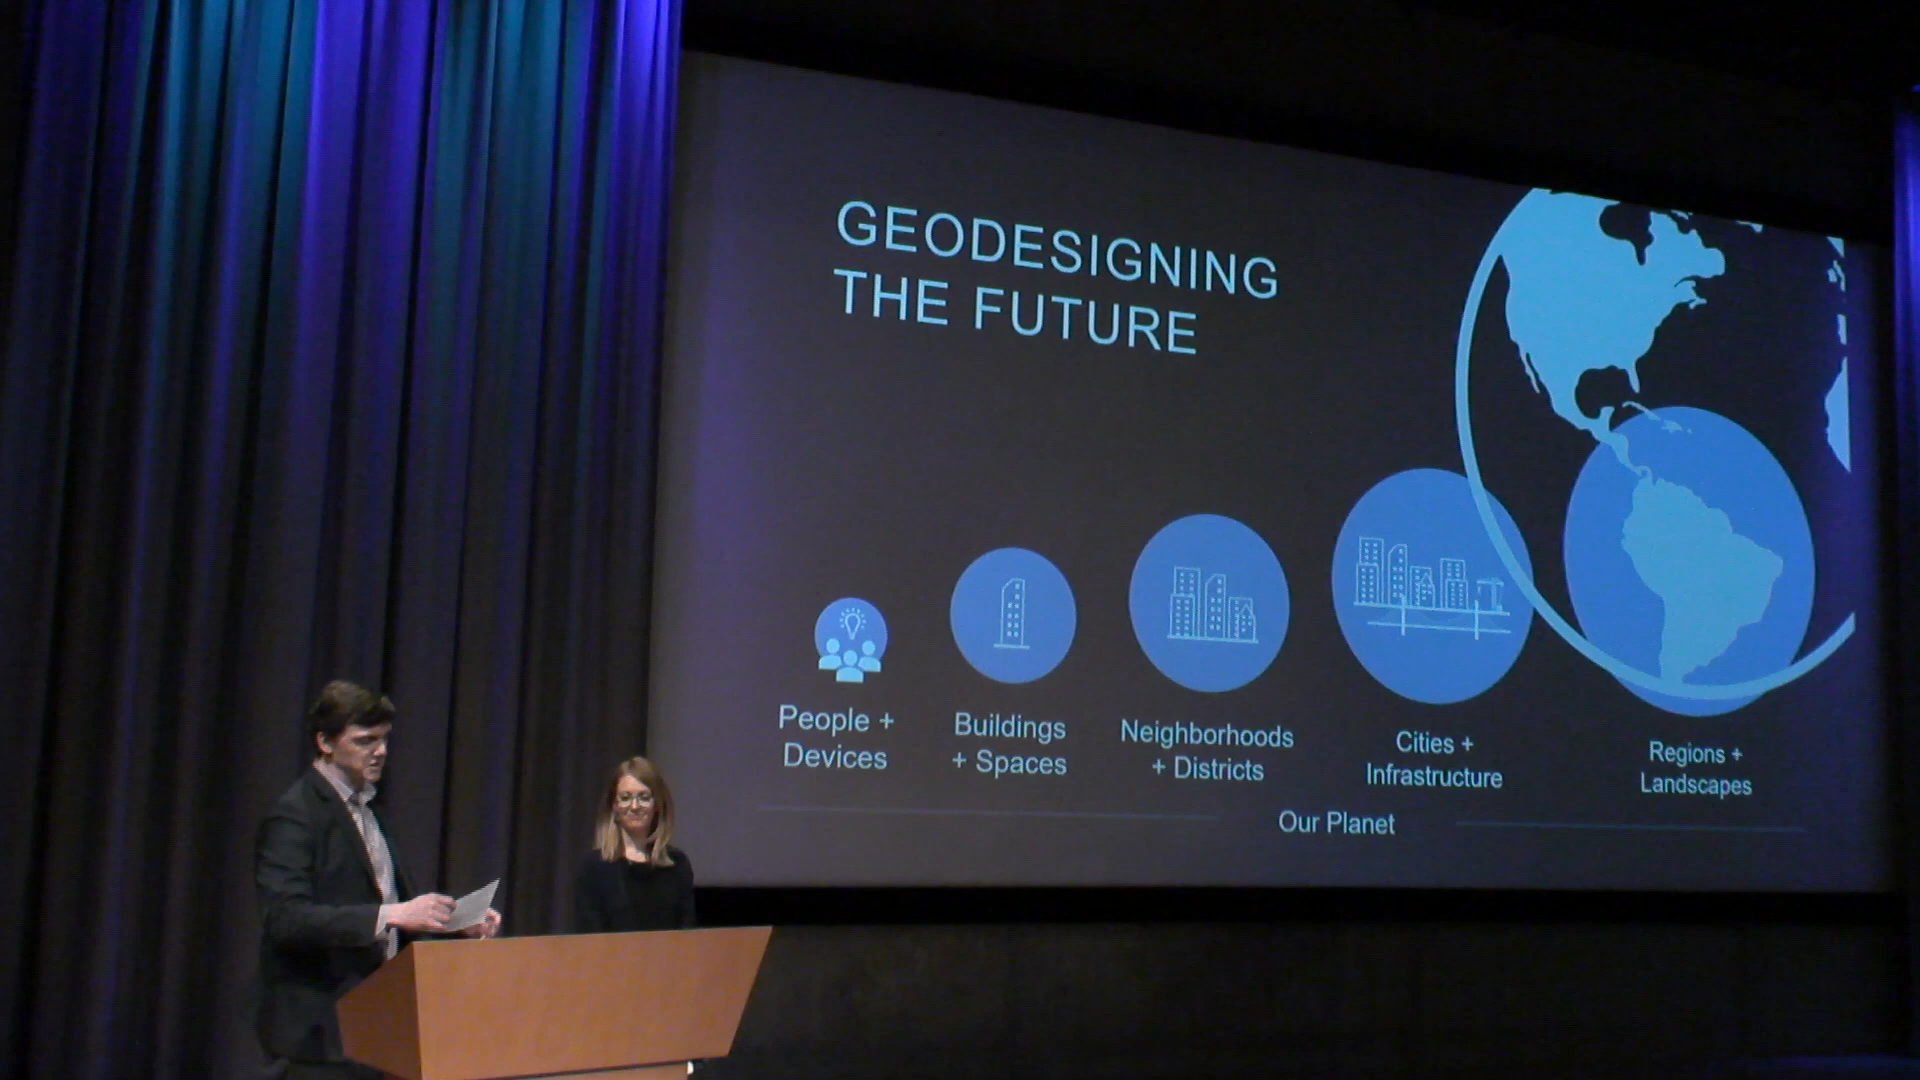 GEODESIGNING
THE FUTURE
People +
Devices
Buildings
+ Spaces
Neighborhoods
+ Districts
Cities +
Infrastructure
Regions +
Landscapes
Our Planet